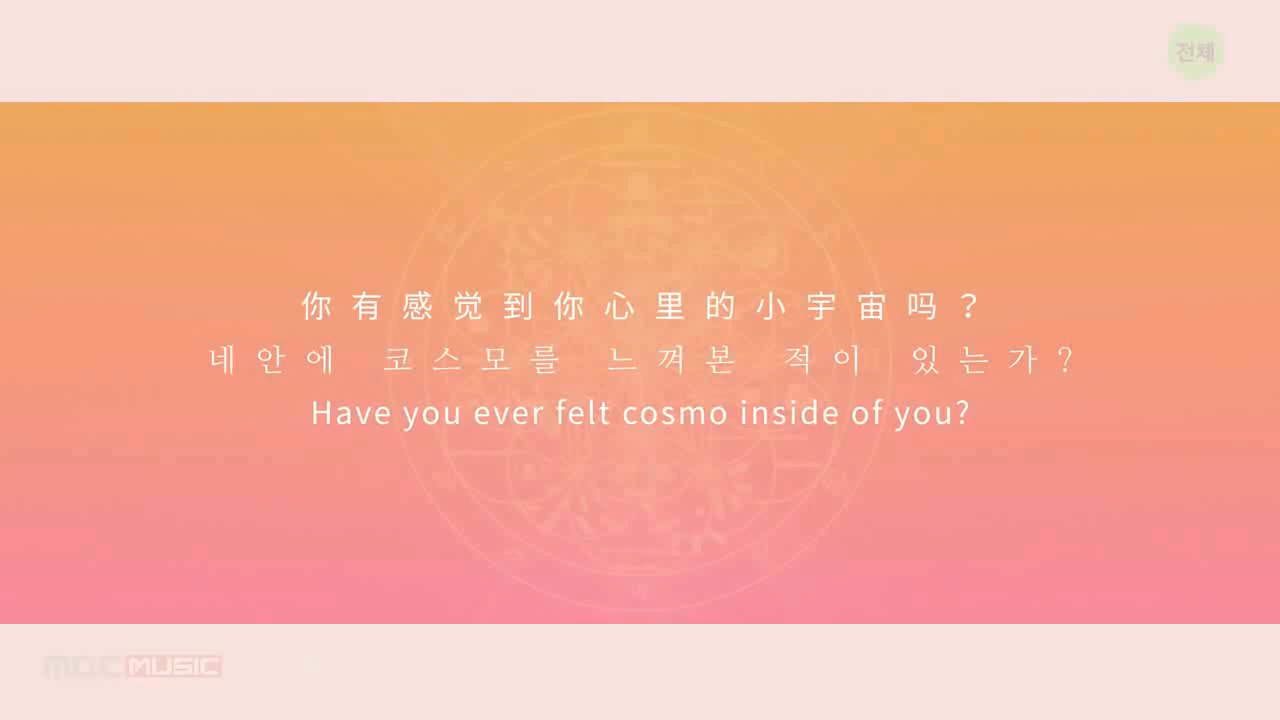 전체
你有感觉到你心里的小宇宙吗？
네안에 코스모를 느껴본 적이 있는가?
Have you ever felt cosmo inside of you?
MUSIC